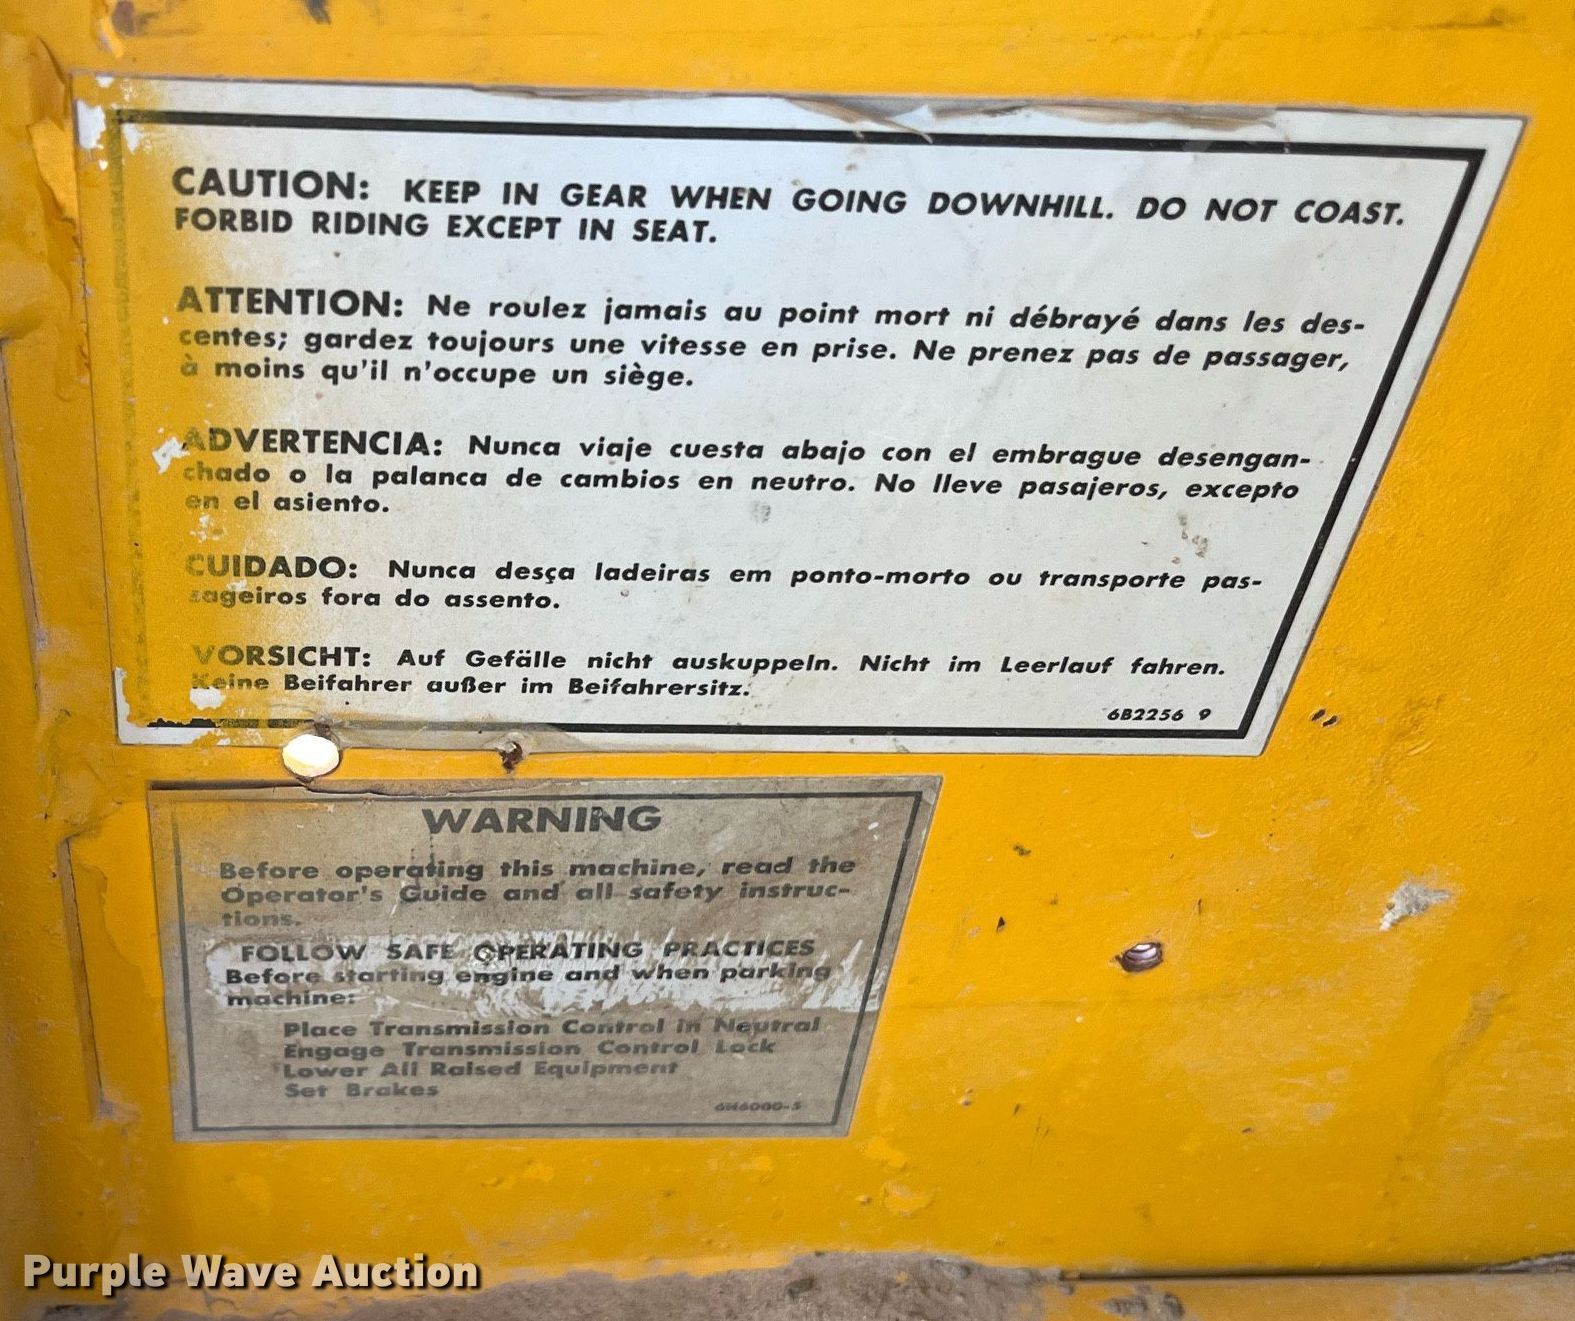 CAUTION: KEEP IN GEAR WHEN GOING DOWNHILL. DO NOT COAST.
FORBID RIDING EXCEPT IN SEAT.
ATTENTION: Ne roulez jamais au point mort ni débrayé dans les des-
centes; gardez toujours une vitesse en prise. Ne prenez pas de passager,
à moins qu'il n'occupe un siège.
ADVERTENCIA: Nunca viaje cuesta abajo con el embrague desengan-
chado o la palanca de cambios en neutro. No lleve pasajeros, excepto
en el asiento.
CUIDADO: Nunca desça ladeiras em ponto-morto ou transporte pas-
sageiros fora do assento.
VORSICHT: Auf Gefälle nicht auskuppeln. Nicht im Leerlauf fahren.
Keine Beifahrer außer im Beifahrersitz.
6B2256 9
WARNING
Before operating this machine, read the
Operator's Guide and all safety instruc-
tions.
FOLLOW SAFE OPERATING PRACTICES
Before starting engine and when parking
machine:
Place Transmission Control in Neutral
Engage Transmission Control Lock
Lower All Raised Equipment
Set Brakes
6N6000-5
Purple Wave Auction